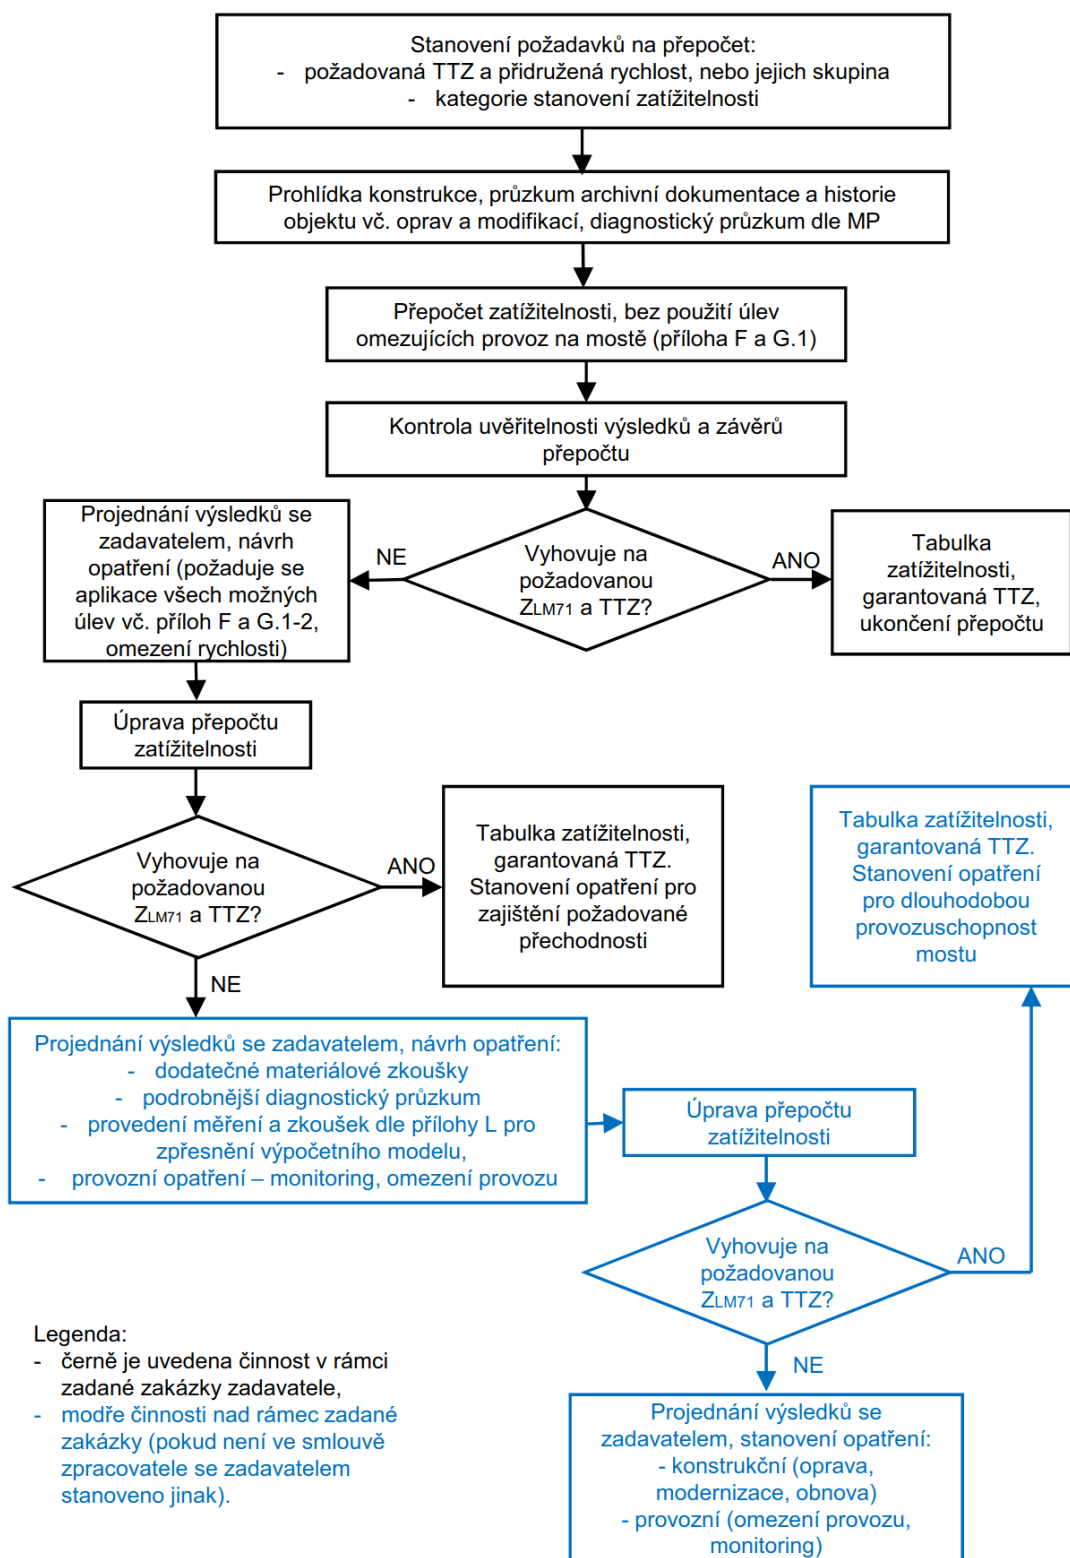 Stanovení požadavků na přepočet:
- požadovaná TTZ a přidružená rychlost, nebo jejich skupina
- kategorie stanovení zatížitelnosti
Prohlídka konstrukce, průzkum archivní dokumentace a historie
objektu vč. oprav a modifikací, diagnostický průzkum dle MP
Přepočet zatížitelnosti, bez použití úlev
omezujících provoz na mostě (příloha F a G.1)
Kontrola uvěřitelnosti výsledků a závěrů
přepočtu
Vyhovuje na
požadovanou
ZLM71 a TTZ?
NE
ANO
Projednání výsledků se
zadavatelem, návrh
opatření (požaduje se
aplikace všech možných
úlev vč. příloh F a G.1-2,
omezení rychlosti)
Tabulka
zatížitelnosti,
garantovaná TTZ,
ukončení přepočtu
Úprava přepočtu
zatížitelnosti
Vyhovuje na
požadovanou
ZLM71 a TTZ?
ANO
NE
Tabulka zatížitelnosti,
garantovaná TTZ.
Stanovení opatření pro
zajištění požadované
přechodnosti
Tabulka zatížitelnosti,
garantovaná TTZ.
Stanovení opatření
pro dlouhodobou
provozuschopnost
mostu
Projednání výsledků se zadavatelem, návrh opatření:
- dodatečné materiálové zkoušky
- podrobnější diagnostický průzkum
- provedení měření a zkoušek dle přílohy L pro
zpřesnění výpočetního modelu,
- provozní opatření – monitoring, omezení provozu
Úprava přepočtu
zatížitelnosti
Vyhovuje na
požadovanou
ZLM71 a TTZ?
ANO
NE
Projednání výsledků se
zadavatelem, stanovení opatření:
- konstrukční (oprava,
modernizace, obnova)
- provozní (omezení provozu,
monitoring)
Legenda:
- černě je uvedena činnost v rámci
zadané zakázky zadavatele,
- modře činnosti nad rámec zadané
zakázky (pokud není ve smlouvě
zpracovatele se zadavatelem
stanoveno jinak).